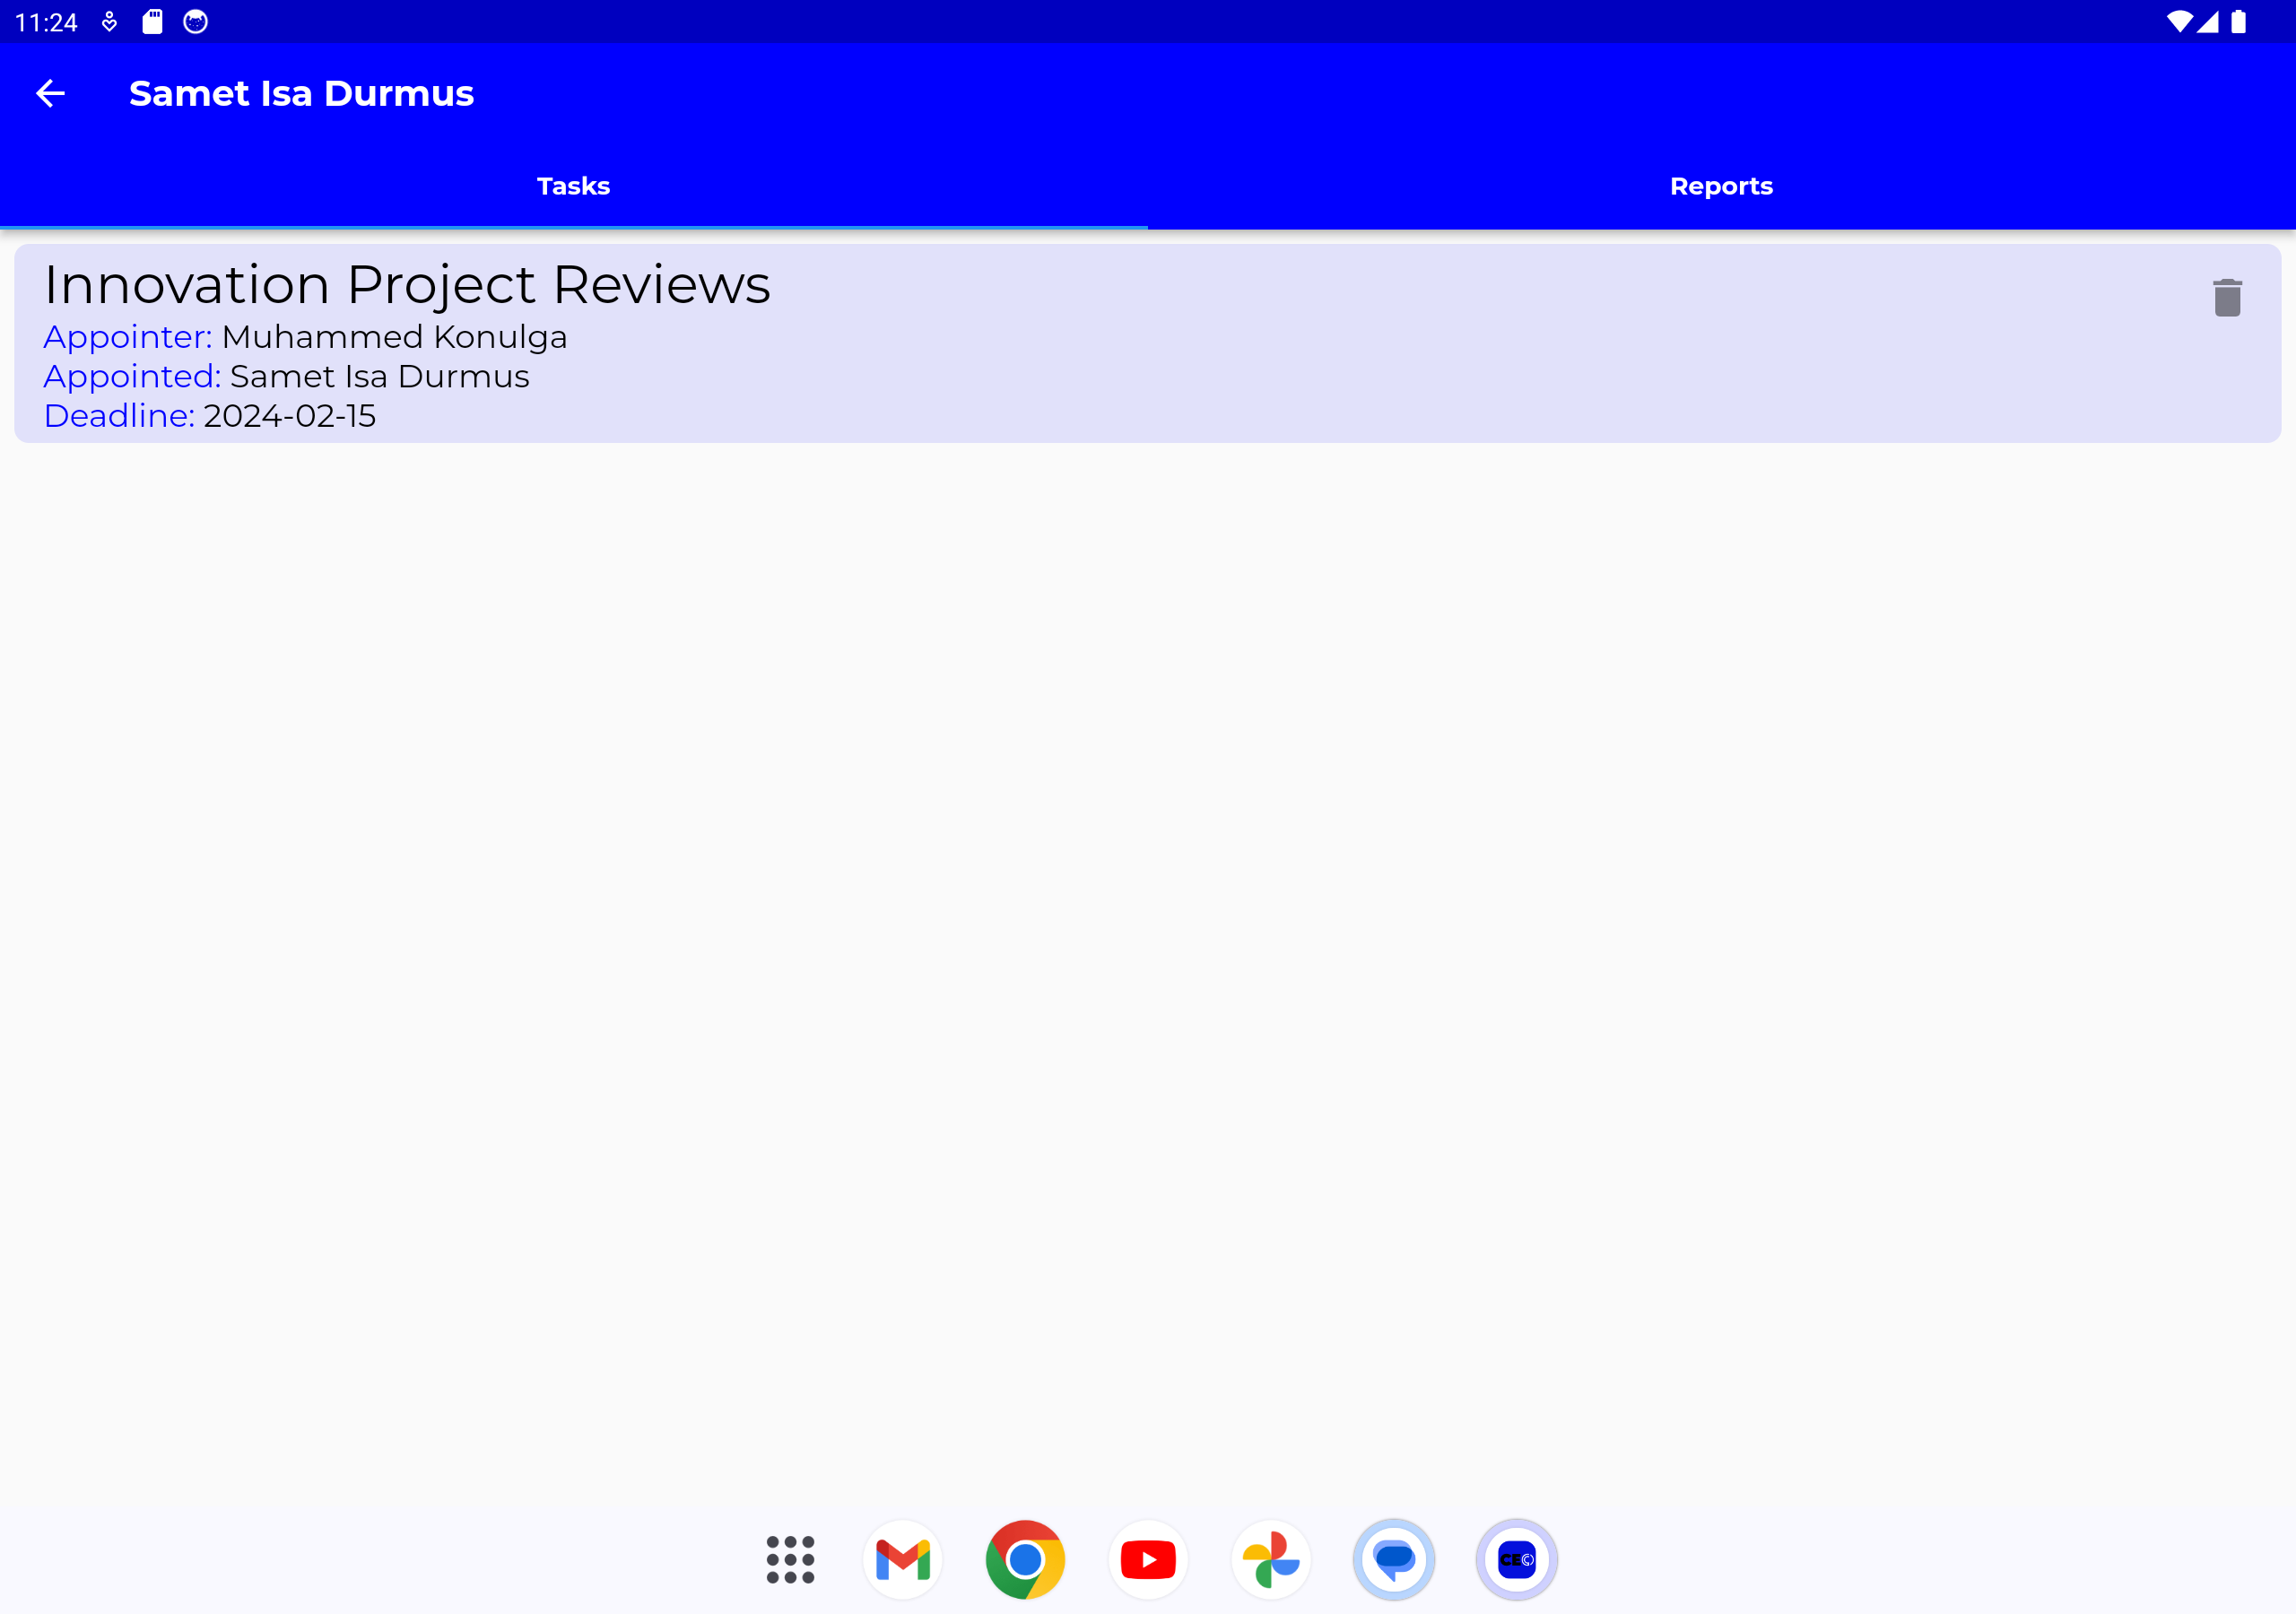 11:24
Samet Isa Durmus
Tasks
Reports
Innovation Project Reviews
Appointer: Muhammed Konulga
Appointed: Samet Isa Durmus
Deadline: 2024-02-15
CEO